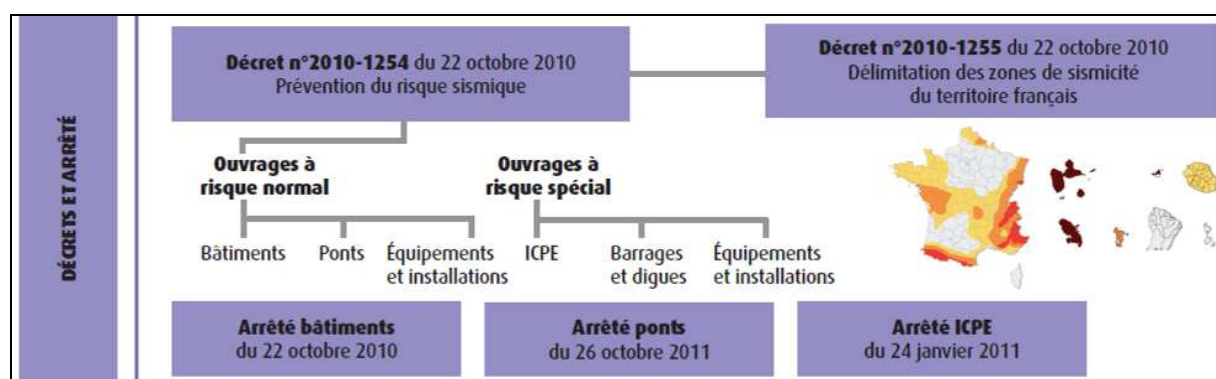 DÉCRETS ET ARRÊTÉ
Décret n°2010-1254 du 22 octobre 2010
Prévention du risque sismique
Décret n°2010-1255 du 22 octobre 2010
Délimitation des zones de sismicité
du territoire français
Ouvrages à
risque normal
Ouvrages à
risque spécial
Bâtiments
Ponts
Équipements
et installations
ICPE
Barrages
et digues
Équipements
et installations
Arrêté bâtiments
du 22 octobre 2010
Arrêté ponts
du 26 octobre 2011
Arrêté ICPE
du 24 janvier 2011